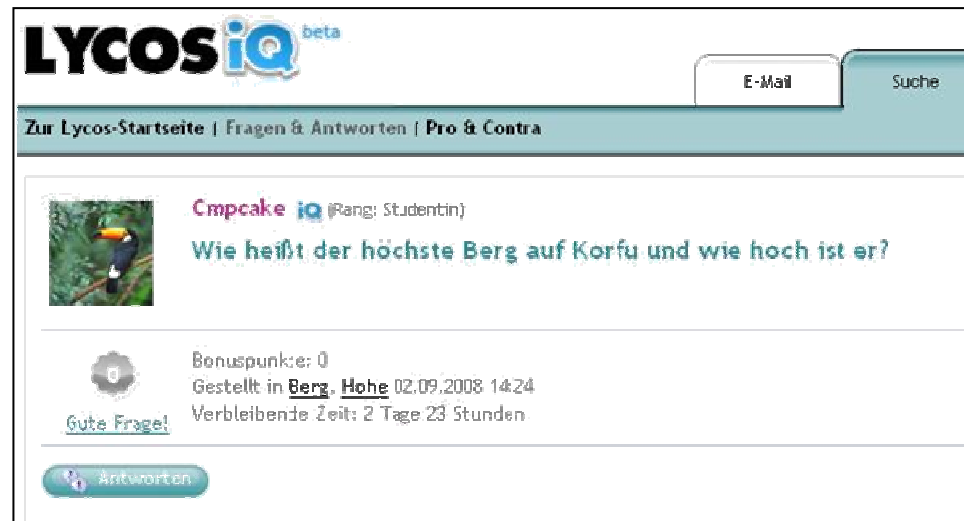 LYCOS iQ beta
E-Mail
Suche
Zur Lycos-Startseite | Fragen & Antworten | Pro & Contra
Cmpcake iQ (Rang: Studentin)
Wie heißt der höchste Berg auf Korfu und wie hoch ist er?
0
Bonuspunkte: 0
Gestellt in Berg, Hohe 02.09.2008 14:24
Verbleibende Zeit: 2 Tage 23 Stunden
Gute Frage!
Antworten